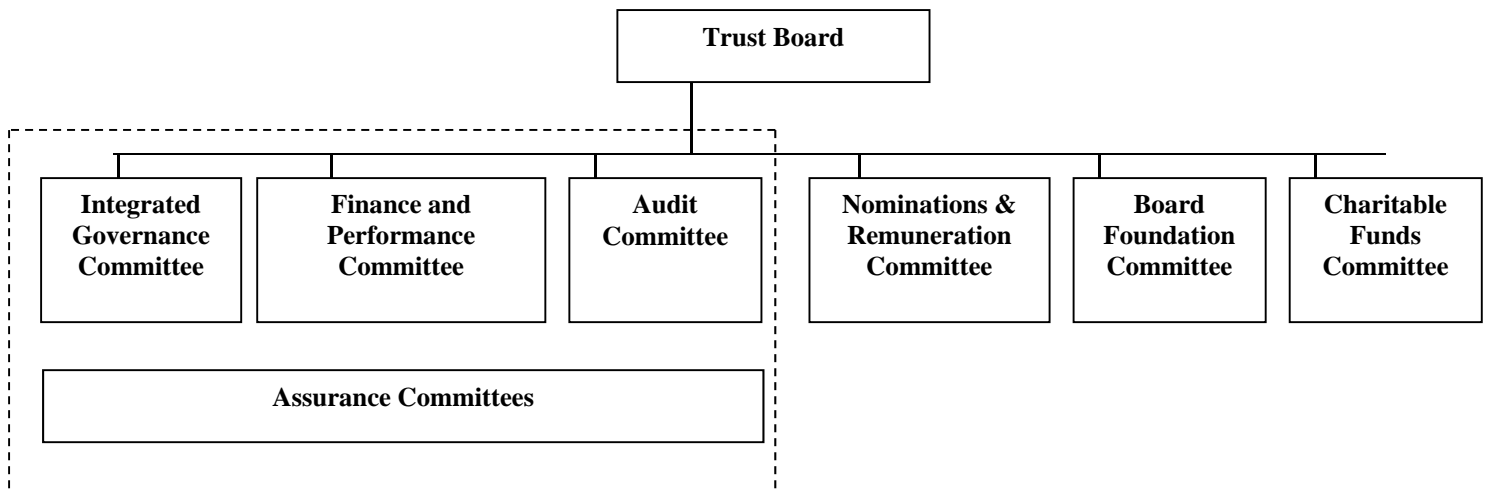 Trust Board
Integrated
Governance
Committee
Finance and
Performance
Committee
Audit
Committee
Nominations &
Remuneration
Committee
Board
Foundation
Committee
Charitable
Funds
Committee
Assurance Committees